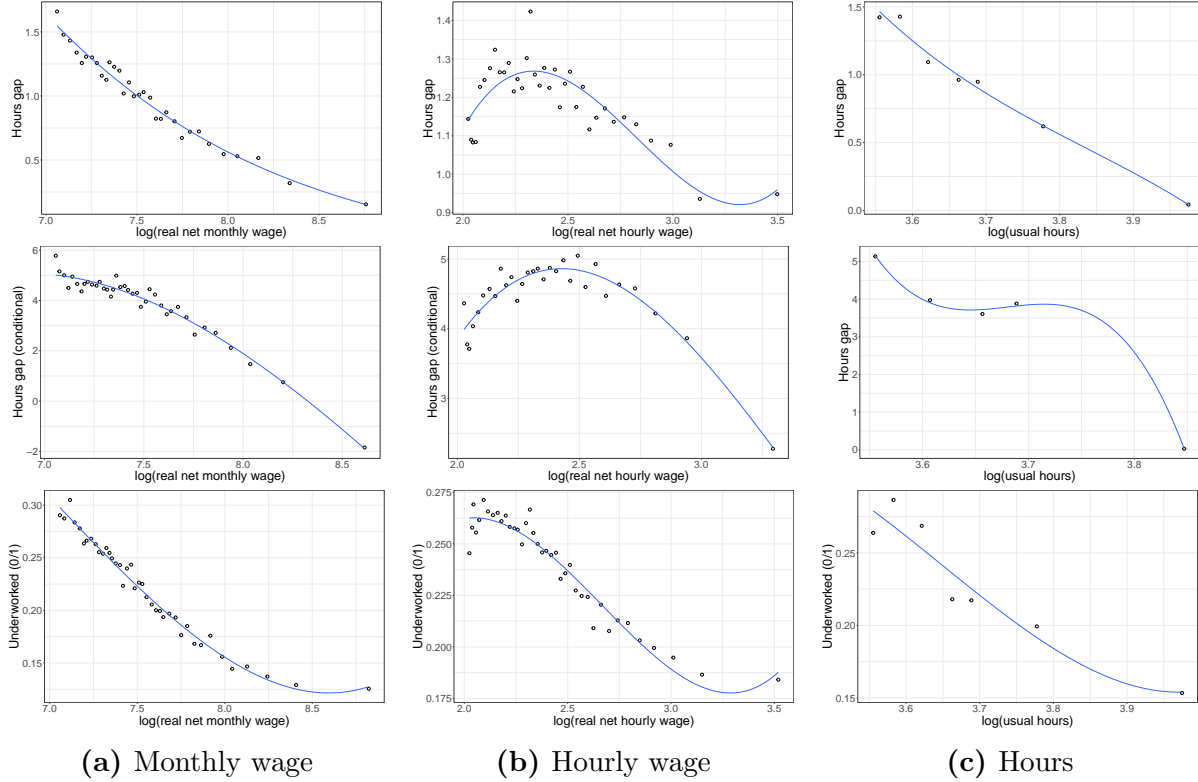 1.5
1.0
0.5
7.0 7.5 8.0 8.5
log(real net monthly wage)
Hours gap
1.4
1.3
1.2
1.1
1.0
0.9
2.0 2.5 3.0 3.5
log(real net hourly wage)
Hours gap
1.5
1.0
0.5
0.0
3.6 3.7 3.8 3.9
log(usual hours)
Hours gap
6
4
2
0
−2
7.0 7.5 8.0 8.5
log(real net monthly wage)
Hours gap (conditional)
5
4
3
2.0 2.5 3.0
log(real net hourly wage)
Hours gap (conditional)
5
4
3
2
1
0
3.6 3.7 3.8
log(usual hours)
Hours gap
0.30
0.25
0.20
0.15
7.0 7.5 8.0 8.5
log(real net monthly wage)
Underworked (0/1)
0.275
0.250
0.225
0.200
0.175
2.0 2.5 3.0 3.5
log(real net hourly wage)
Underworked (0/1)
0.25
0.20
0.15
3.6 3.7 3.8 3.9
log(usual hours)
Underworked (0/1)
(a) Monthly wage
(b) Hourly wage
(c) Hours